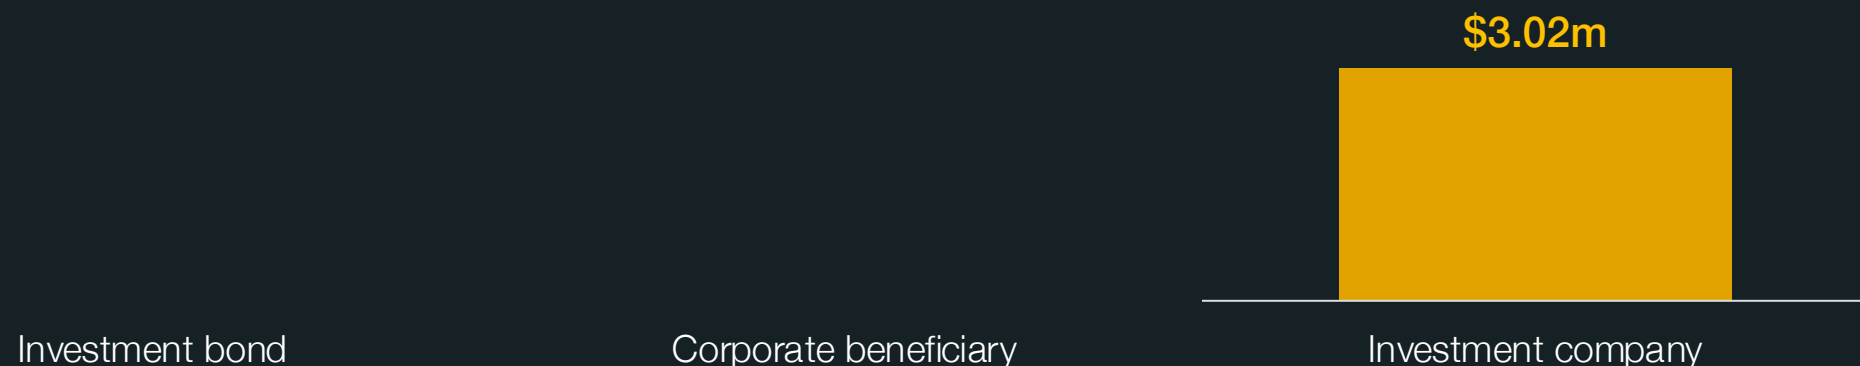 $3.02m
Investment bond
Corporate beneficiary
Investment company